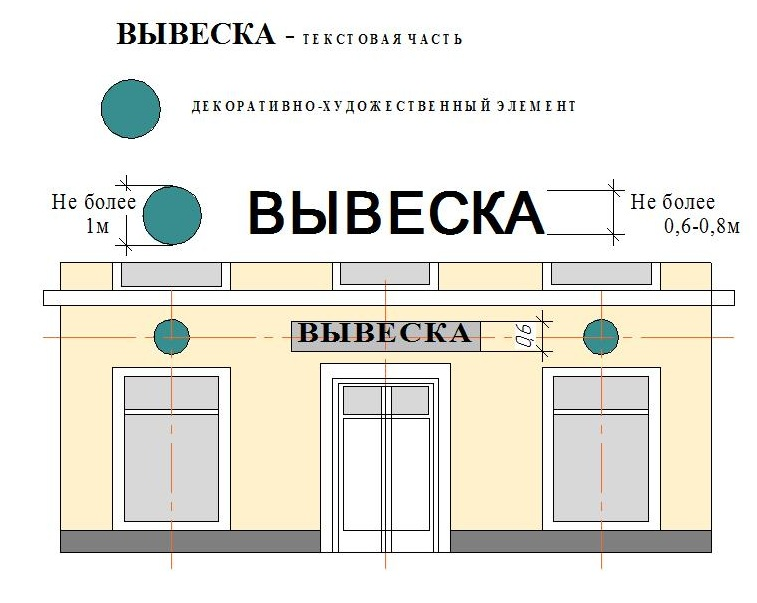 ВЫВЕСКА - ТЕКСТОВАЯ ЧАСТЬ
ДЕКОРАТИВНО-ХУДОЖЕСТВЕННЫЙ ЭЛЕМЕНТ
Не более
1м
ВЫВЕСКА
Не более
0,6-0,8м
ВЫВЕСКА
0,6